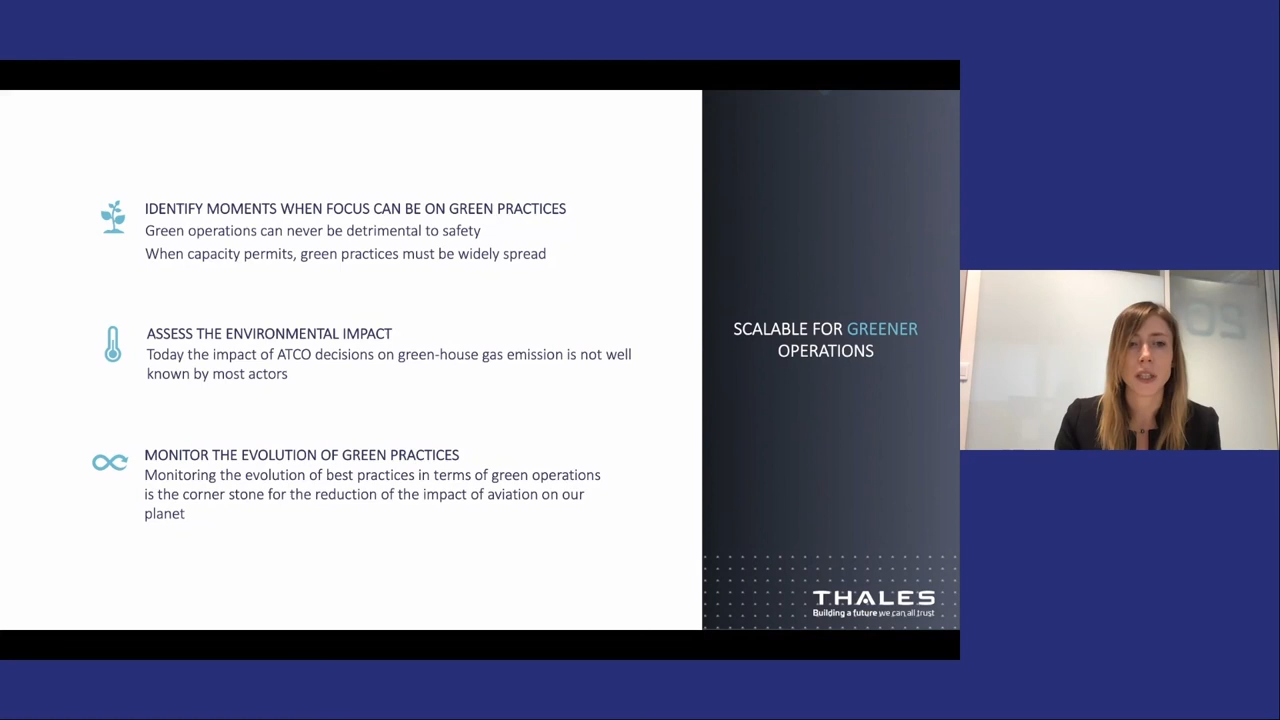 IDENTIFY MOMENTS WHEN FOCUS CAN BE ON GREEN PRACTICES
Green operations can never be detrimental to safety
When capacity permits, green practices must be widely spread
ASSESS THE ENVIRONMENTAL IMPACT
Today the impact of ATCO decisions on green-house gas emission is not well
known by most actors
MONITOR THE EVOLUTION OF GREEN PRACTICES
Monitoring the evolution of best practices in terms of green operations
is the corner stone for the reduction of the impact of aviation on our
planet
SCALABLE FOR GREENER
OPERATIONS
THALES
Building a future we can all trust